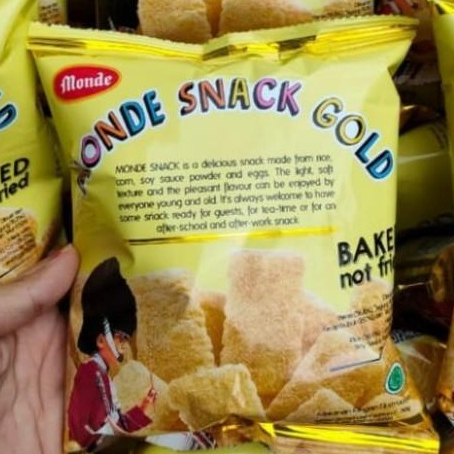 Monde
MONDE SNACK GOLD
MONDE SNACK is a delicious snack made from rice,
corn, soy sauce powder and eggs. The light, soft
texture and the pleasant flavour can be enjoyed by
everyone young and old. It's always welcome to have
some snack ready for guests, for tea-time or for an
after-school and after-work snack
BAKE
not fri
ED
ried